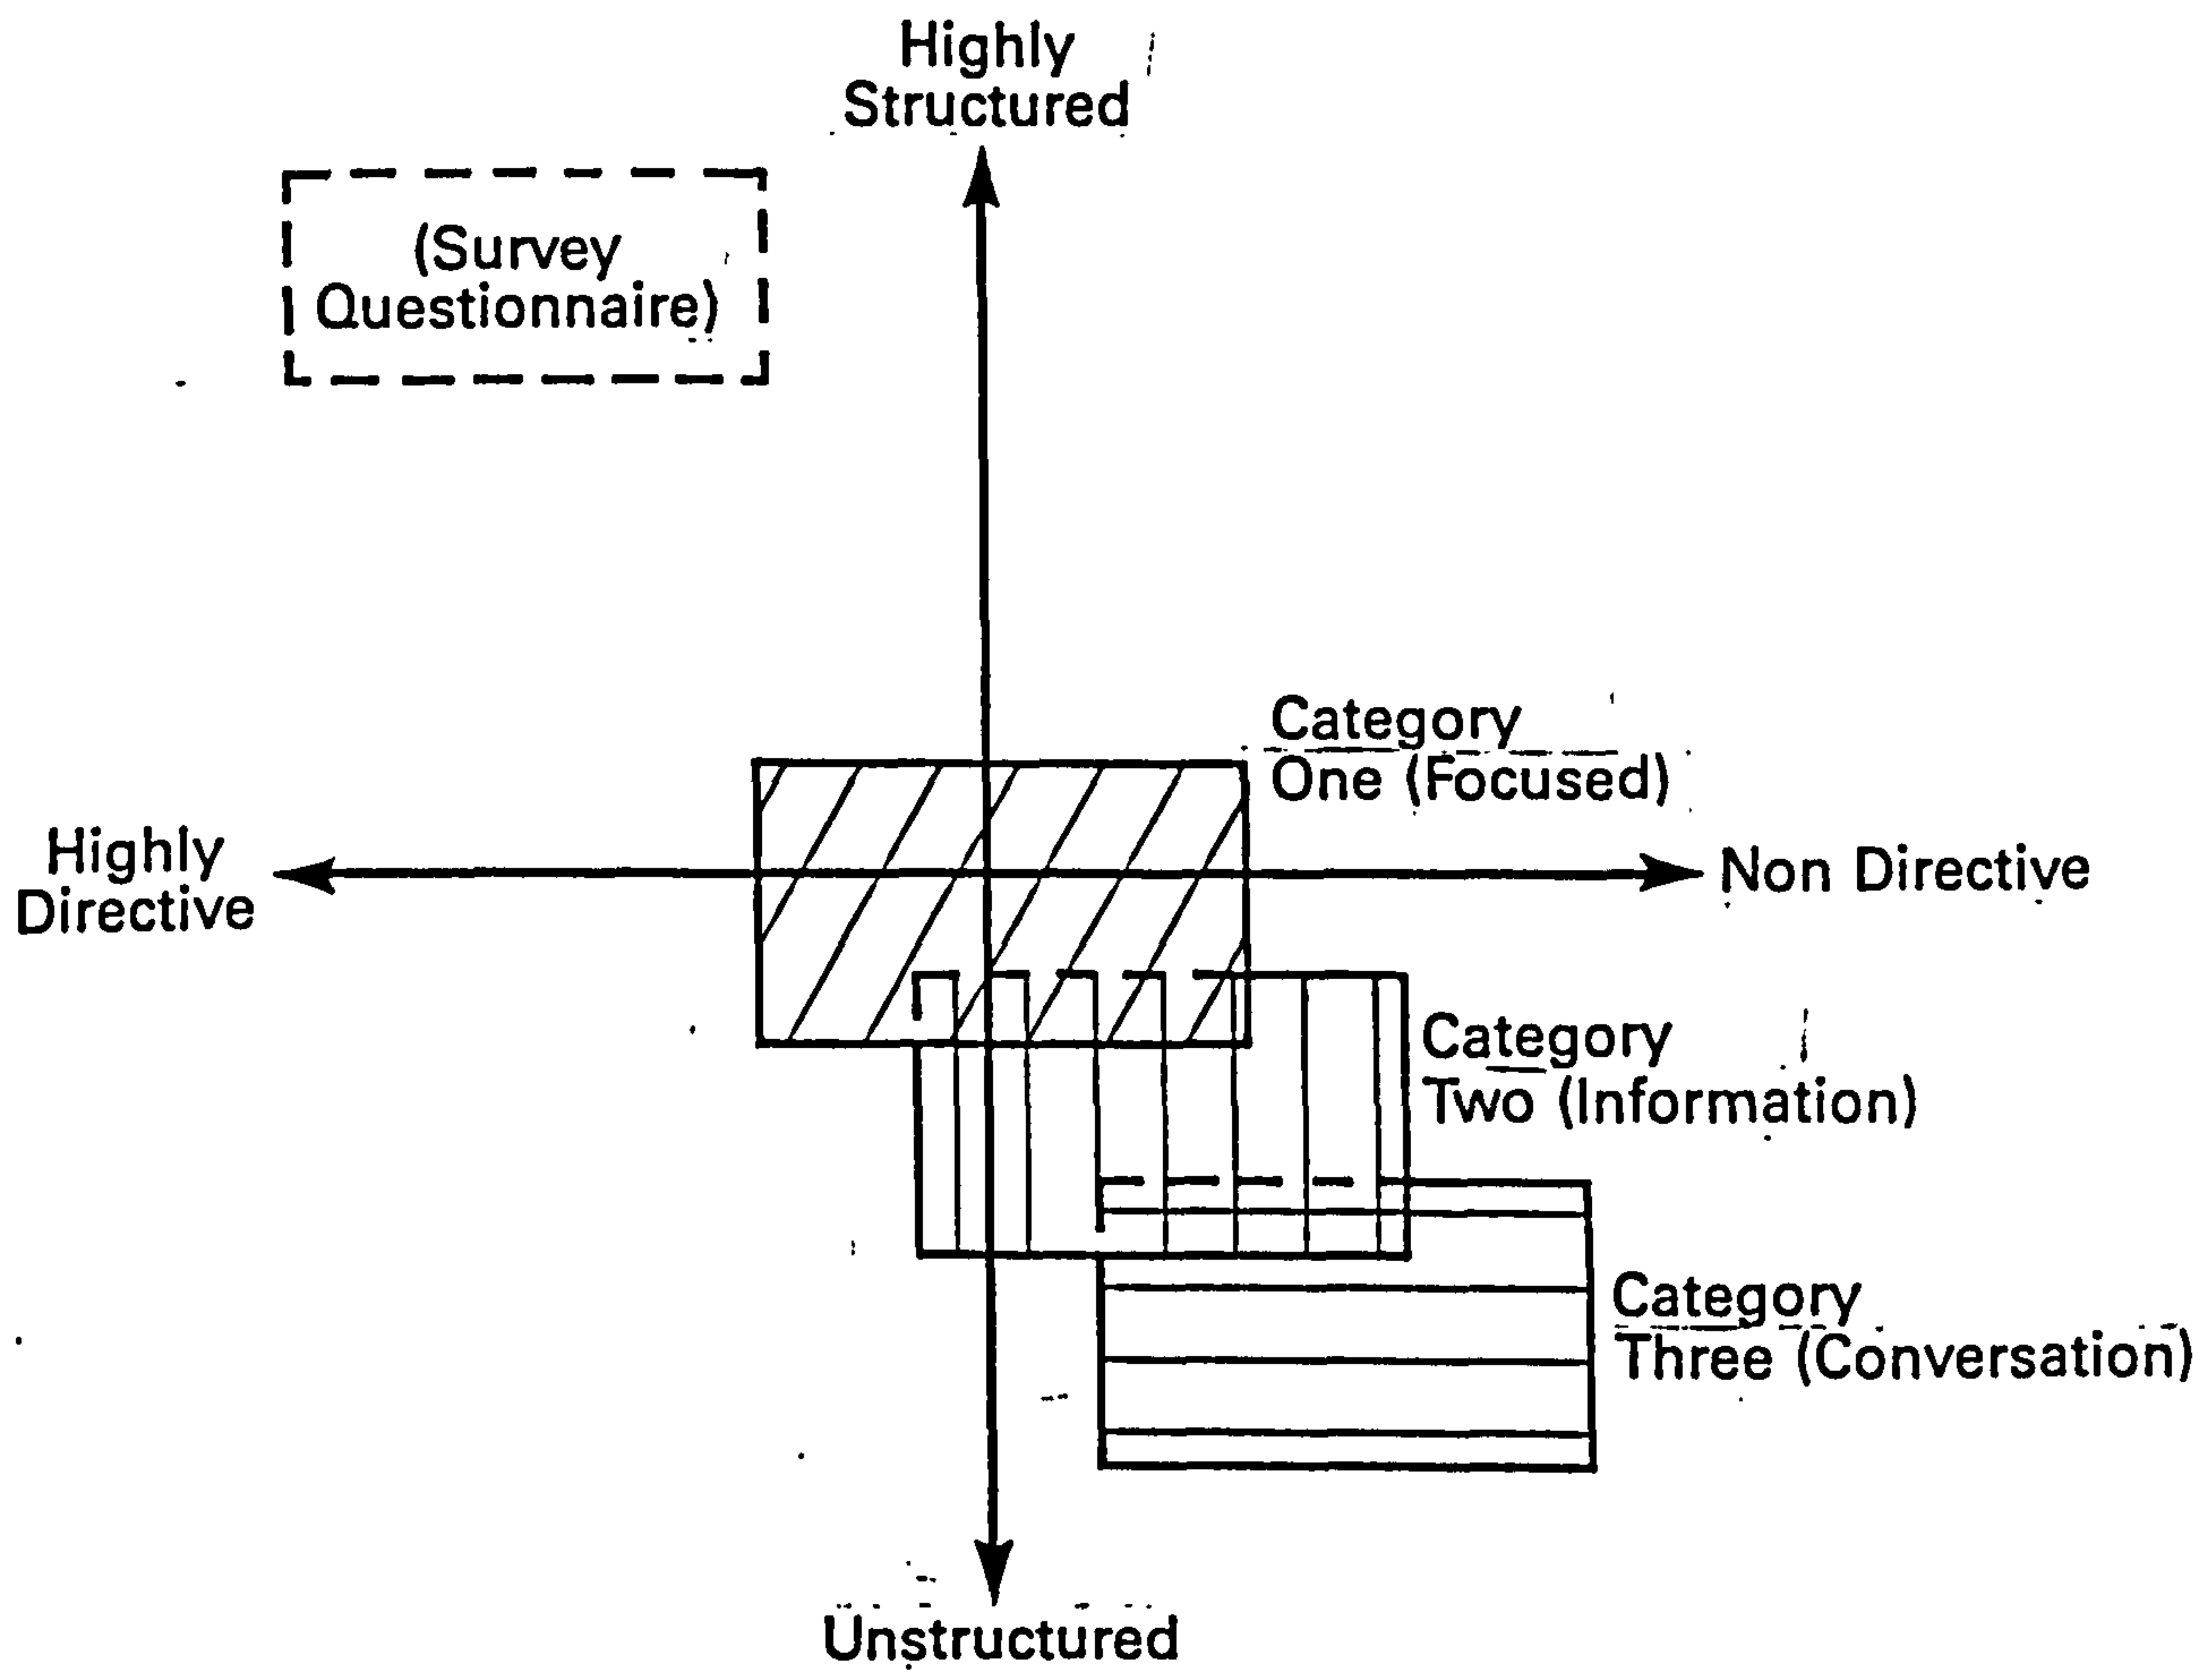 Highly
Structured
(Survey
Questionnaire)
Category
One (Focused)
Highly
Directive
Non Directive
Category
Two (Information)
Category
Three (Conversation)
Unstructured